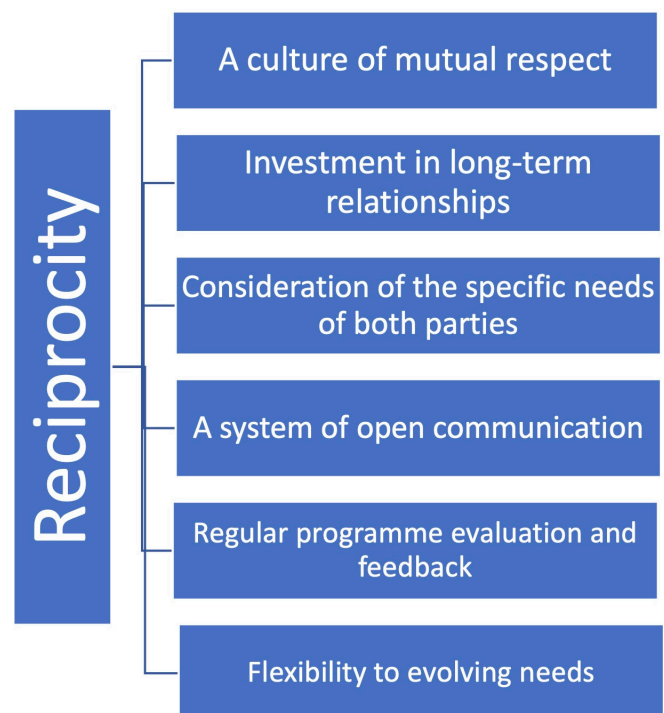 Reciprocity
A culture of mutual respect
Investment in long-term
relationships
Consideration of the specific needs
of both parties
A system of open communication
Regular programme evaluation and
feedback
Flexibility to evolving needs